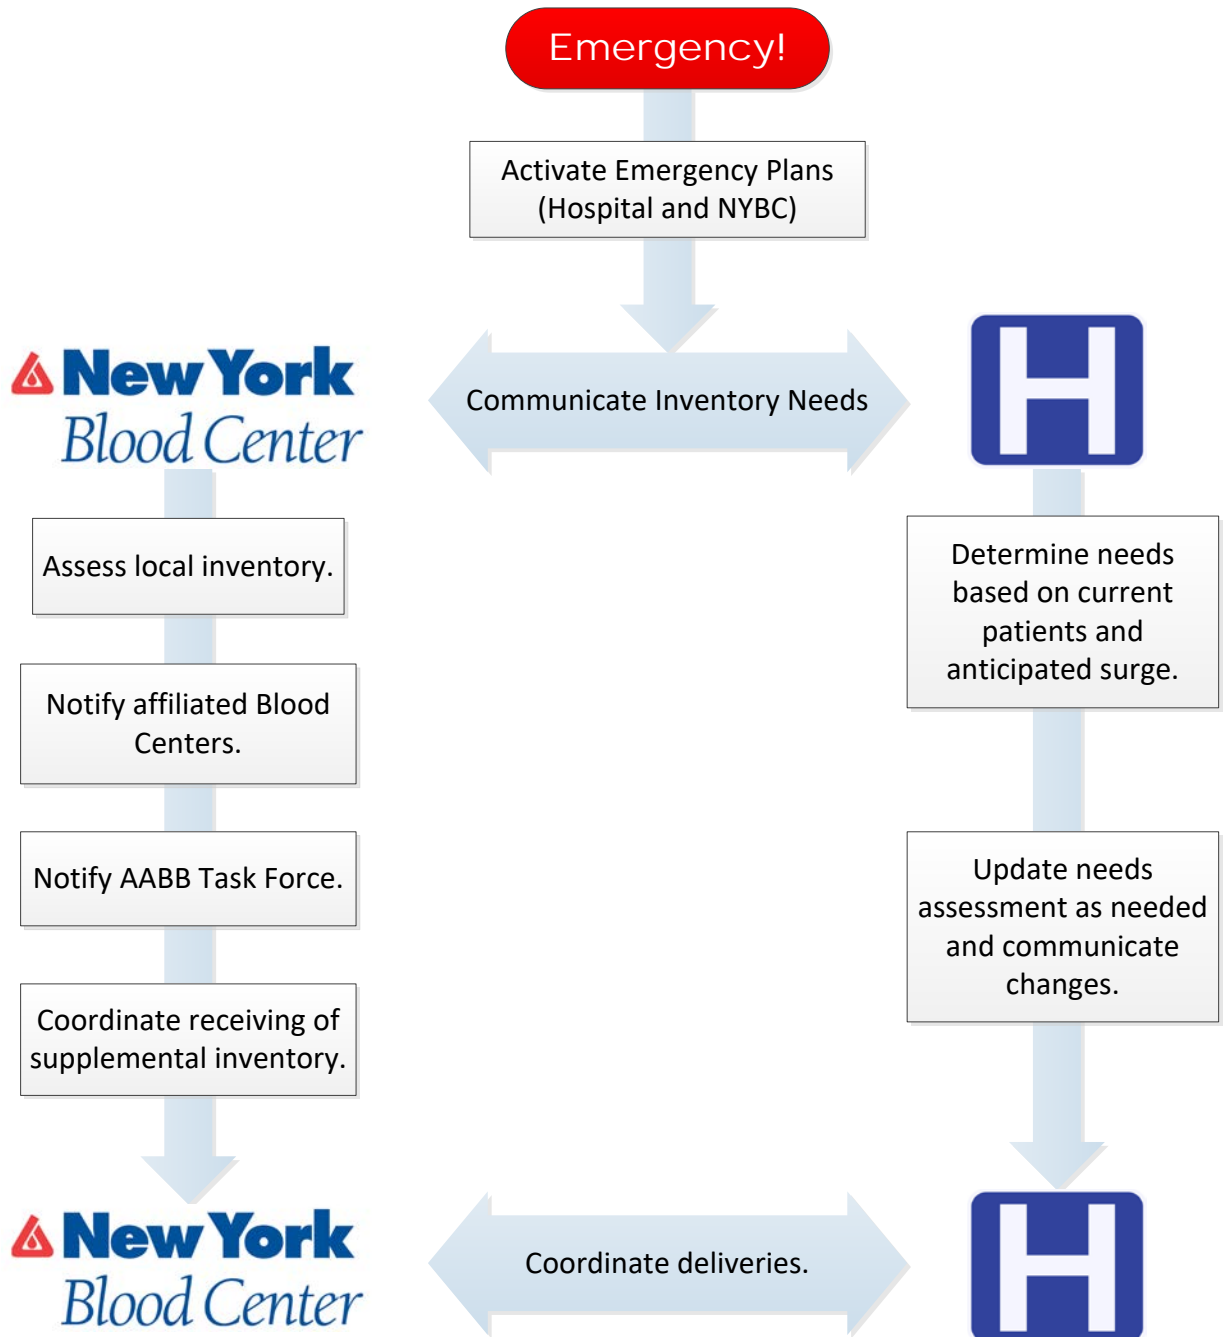 Emergency!
Activate Emergency Plans
(Hospital and NYBC)
New York
Blood Center
Communicate Inventory Needs
H
Assess local inventory.
Notify affiliated Blood
Centers.
Notify AABB Task Force.
Coordinate receiving of
supplemental inventory.
Determine needs
based on current
patients and
anticipated surge.
Update needs
assessment as needed
and communicate
changes.
New York
Blood Center
Coordinate deliveries.
H